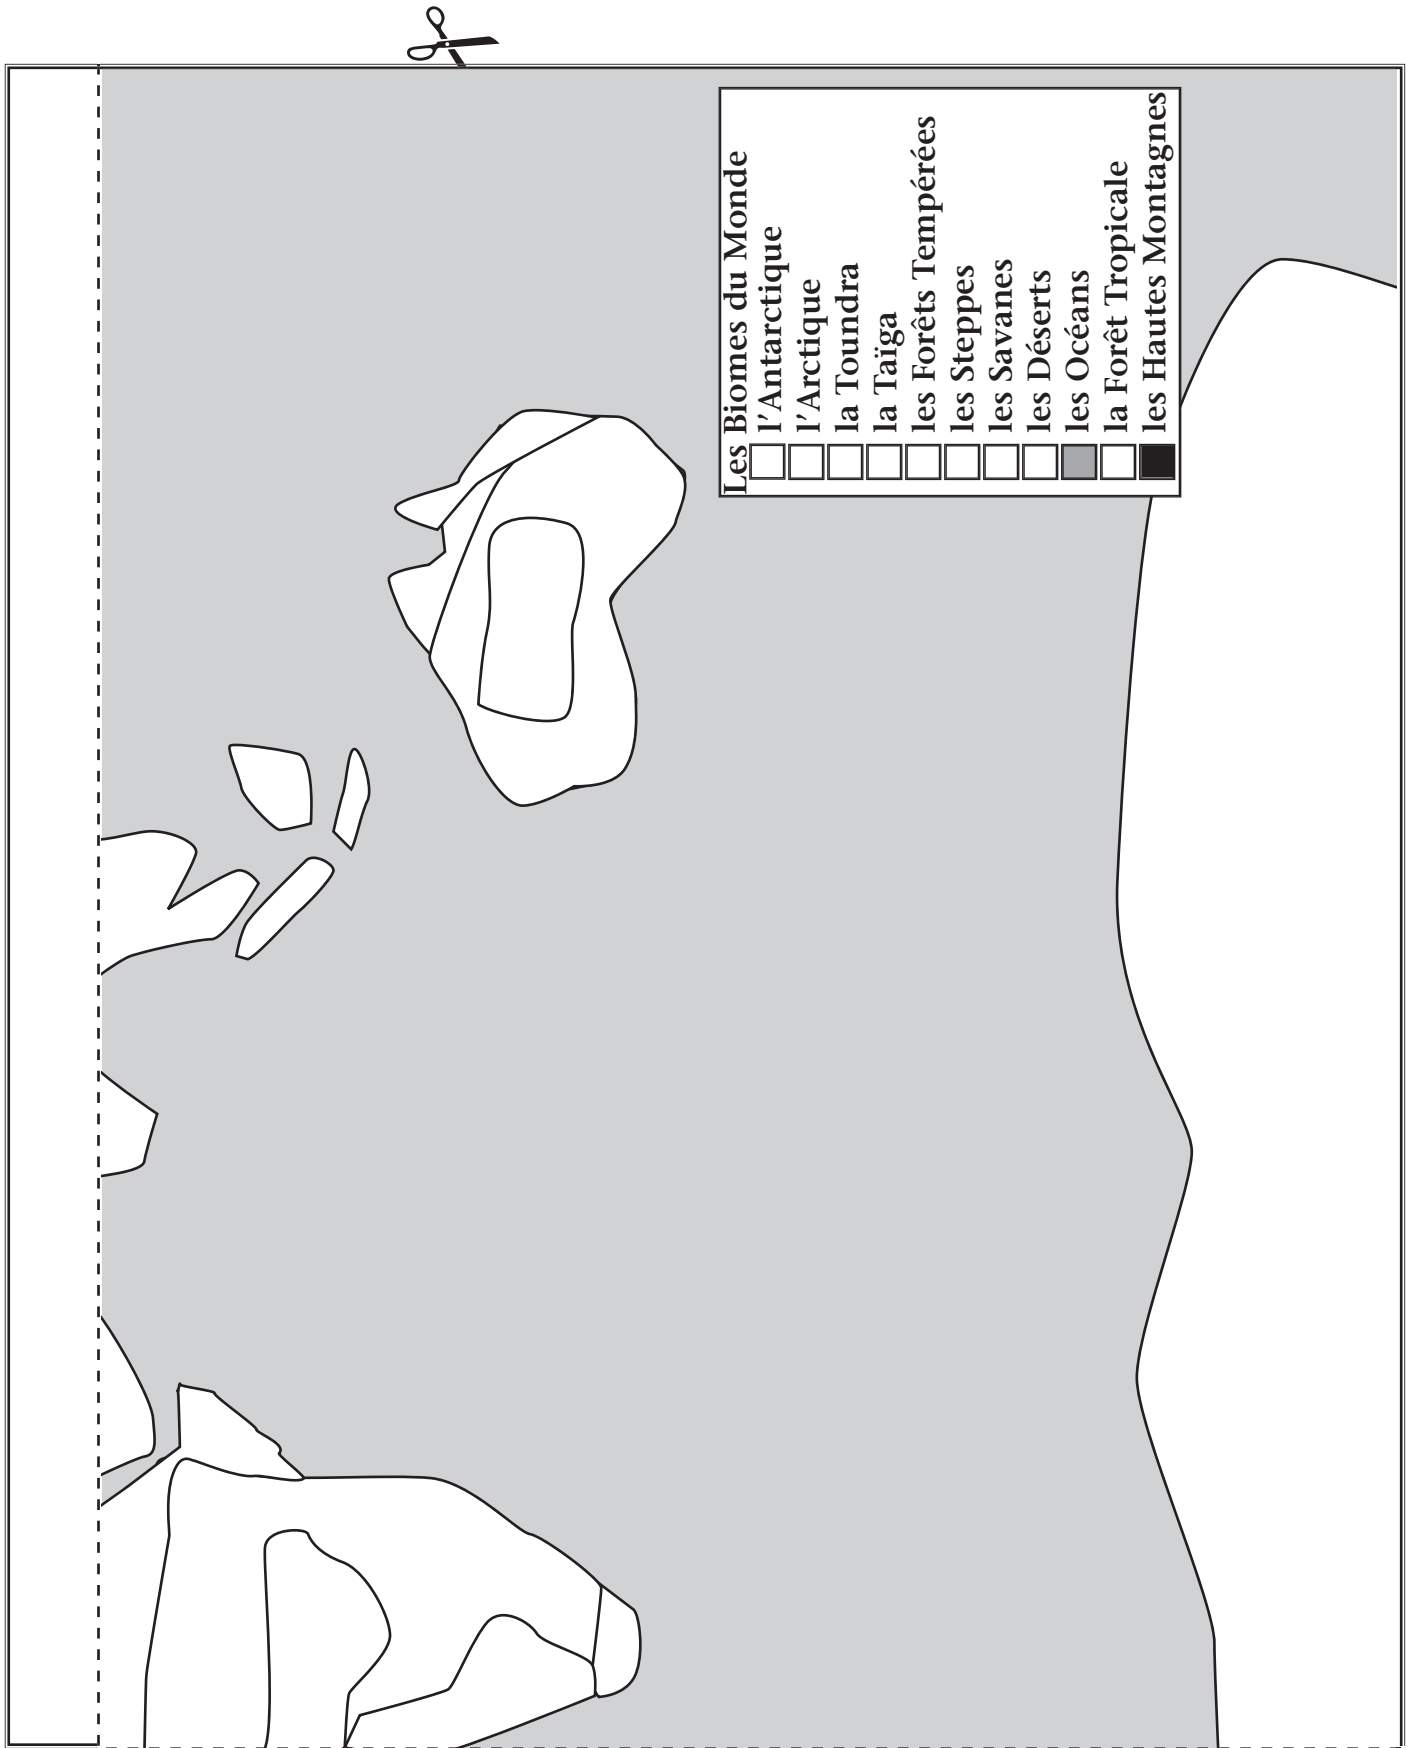 Les Biomes du Monde
l’Antarctique
l’Arctique
la Toundra
la Taïga
les Forêts Tempérées
les Steppes
les Savanes
les Déserts
les Océans
la Forêt Tropicale
les Hautes Montagnes